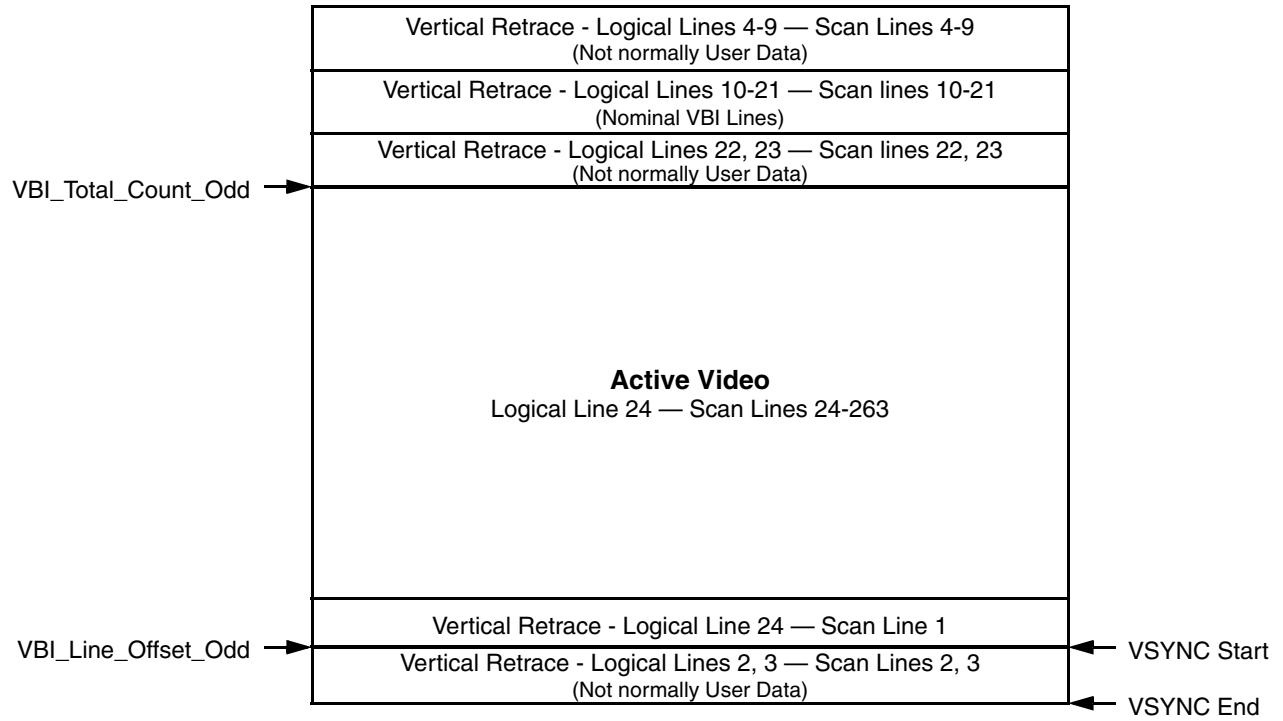 Vertical Retrace - Logical Lines 4-9 — Scan Lines 4-9
(Not normally User Data)
Vertical Retrace - Logical Lines 10-21 — Scan lines 10-21
(Nominal VBI Lines)
Vertical Retrace - Logical Lines 22, 23 — Scan lines 22, 23
(Not normally User Data)
VBI_Total_Count_Odd
Active Video
Logical Line 24 — Scan Lines 24-263
Vertical Retrace - Logical Line 24 — Scan Line 1
VBI_Line_Offset_Odd
VSYNC Start
Vertical Retrace - Logical Lines 2, 3 — Scan Lines 2, 3
(Not normally User Data)
VSYNC End